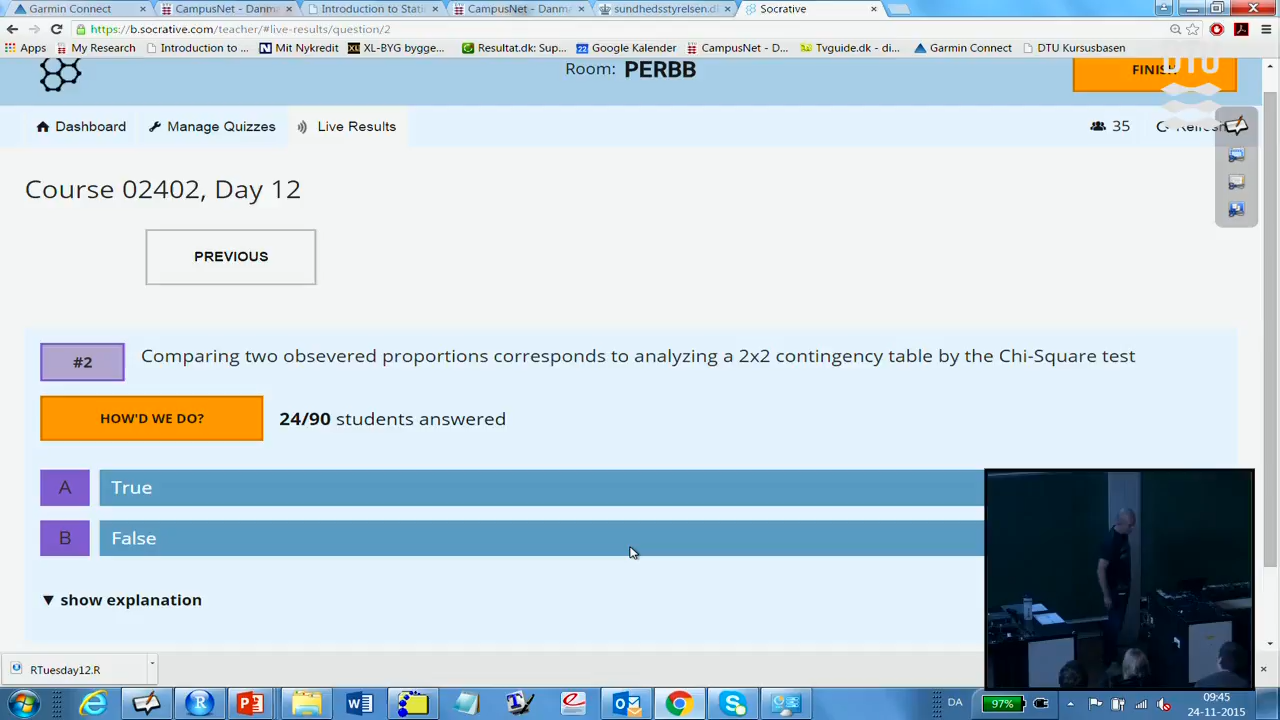 Garmin Connect
CampusNet - Danma
Introduction to Stati
CampusNet - Danma
sundhedsstyrelsen.d
Socrative
https://b.socrative.com/teacher/#live-results/question/2
Apps
My Research
Introduction to ...
Mit Nykredit
XL-BYG bygge...
Resultat.dk: Sup...
Google Kalender
CampusNet - D...
Tvguide.dk - di...
Garmin Connect
DTU Kursusbasen
Room: PERBB
FINISH
DTU
Dashboard
Manage Quizzes
Live Results
35
Refresh
Course 02402, Day 12
PREVIOUS
#2
Comparing two obsevered proportions corresponds to analyzing a 2x2 contingency table by the Chi-Square test
HOW'D WE DO?
24/90 students answered
A
True
B
False
▼ show explanation
RTuesday12.R
DA
97%
09:45
24-11-2015